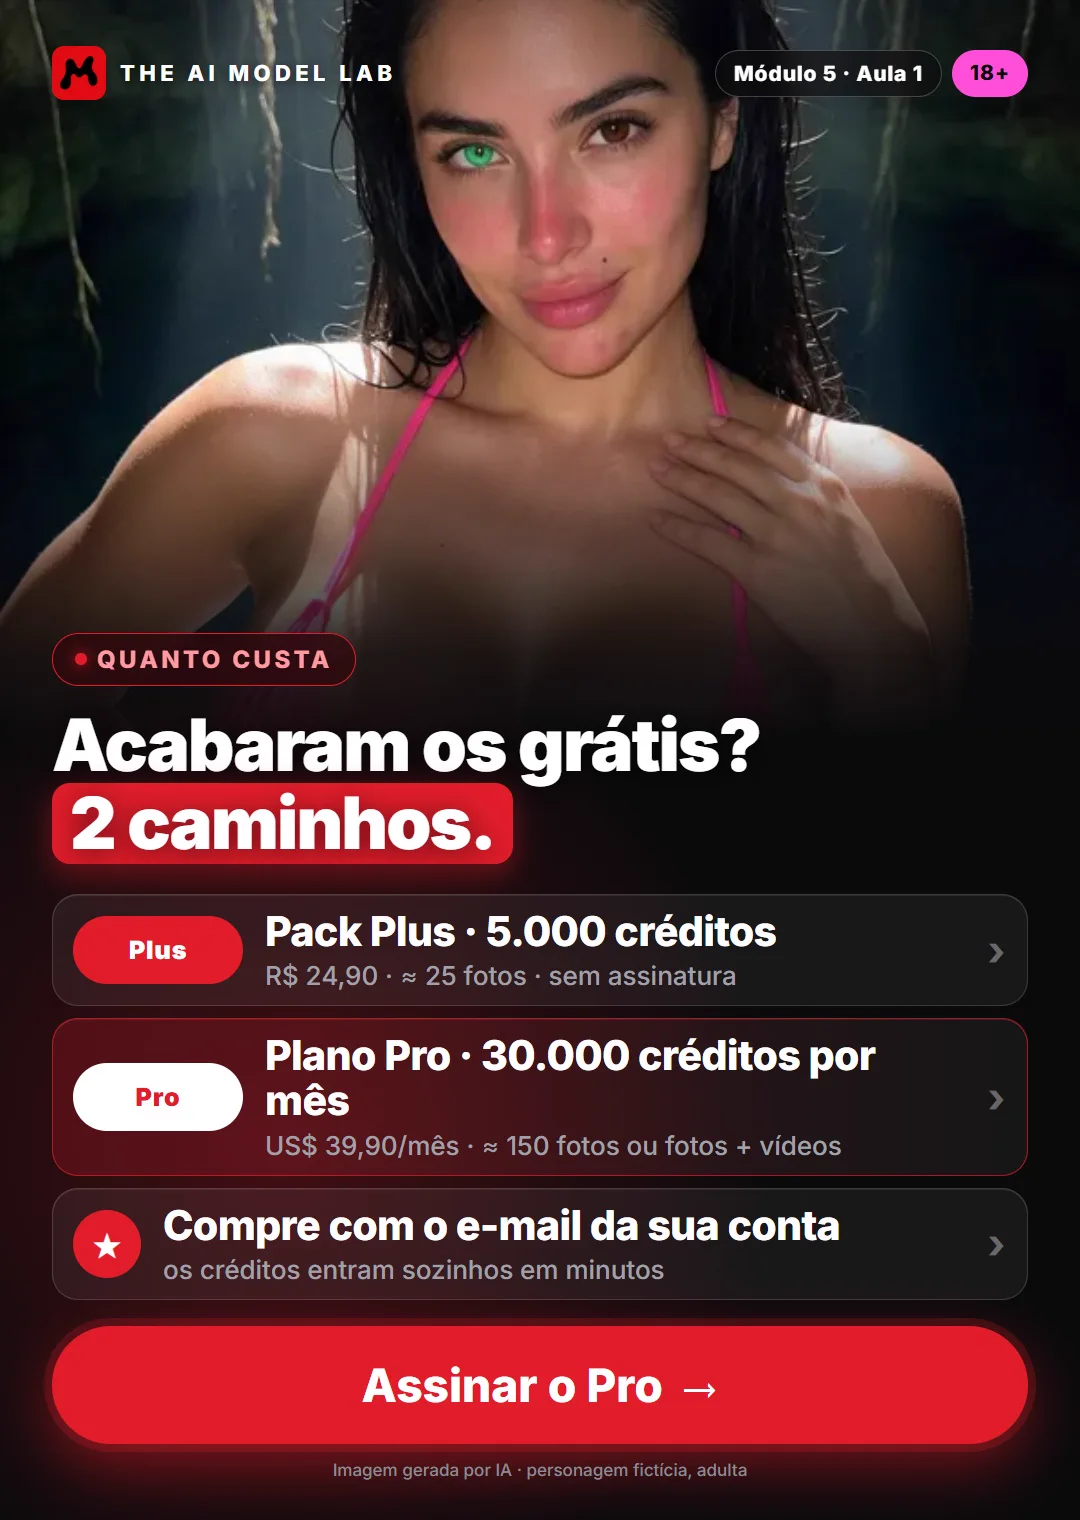 THE AI MODEL LAB
Módulo 5 · Aula 1
18+
QUANTO CUSTA
Acabaram os grátis?
2 caminhos.
Plus
Pack Plus · 5.000 créditos
R$ 24,90 · ≈ 25 fotos · sem assinatura
Pro
Plano Pro · 30.000 créditos por
mês
US$ 39,90/mês · ≈ 150 fotos ou fotos + vídeos
Compre com o e-mail da sua conta
os créditos entram sozinhos em minutos
Assinar o Pro →
Imagem gerada por IA · personagem fictícia, adulta